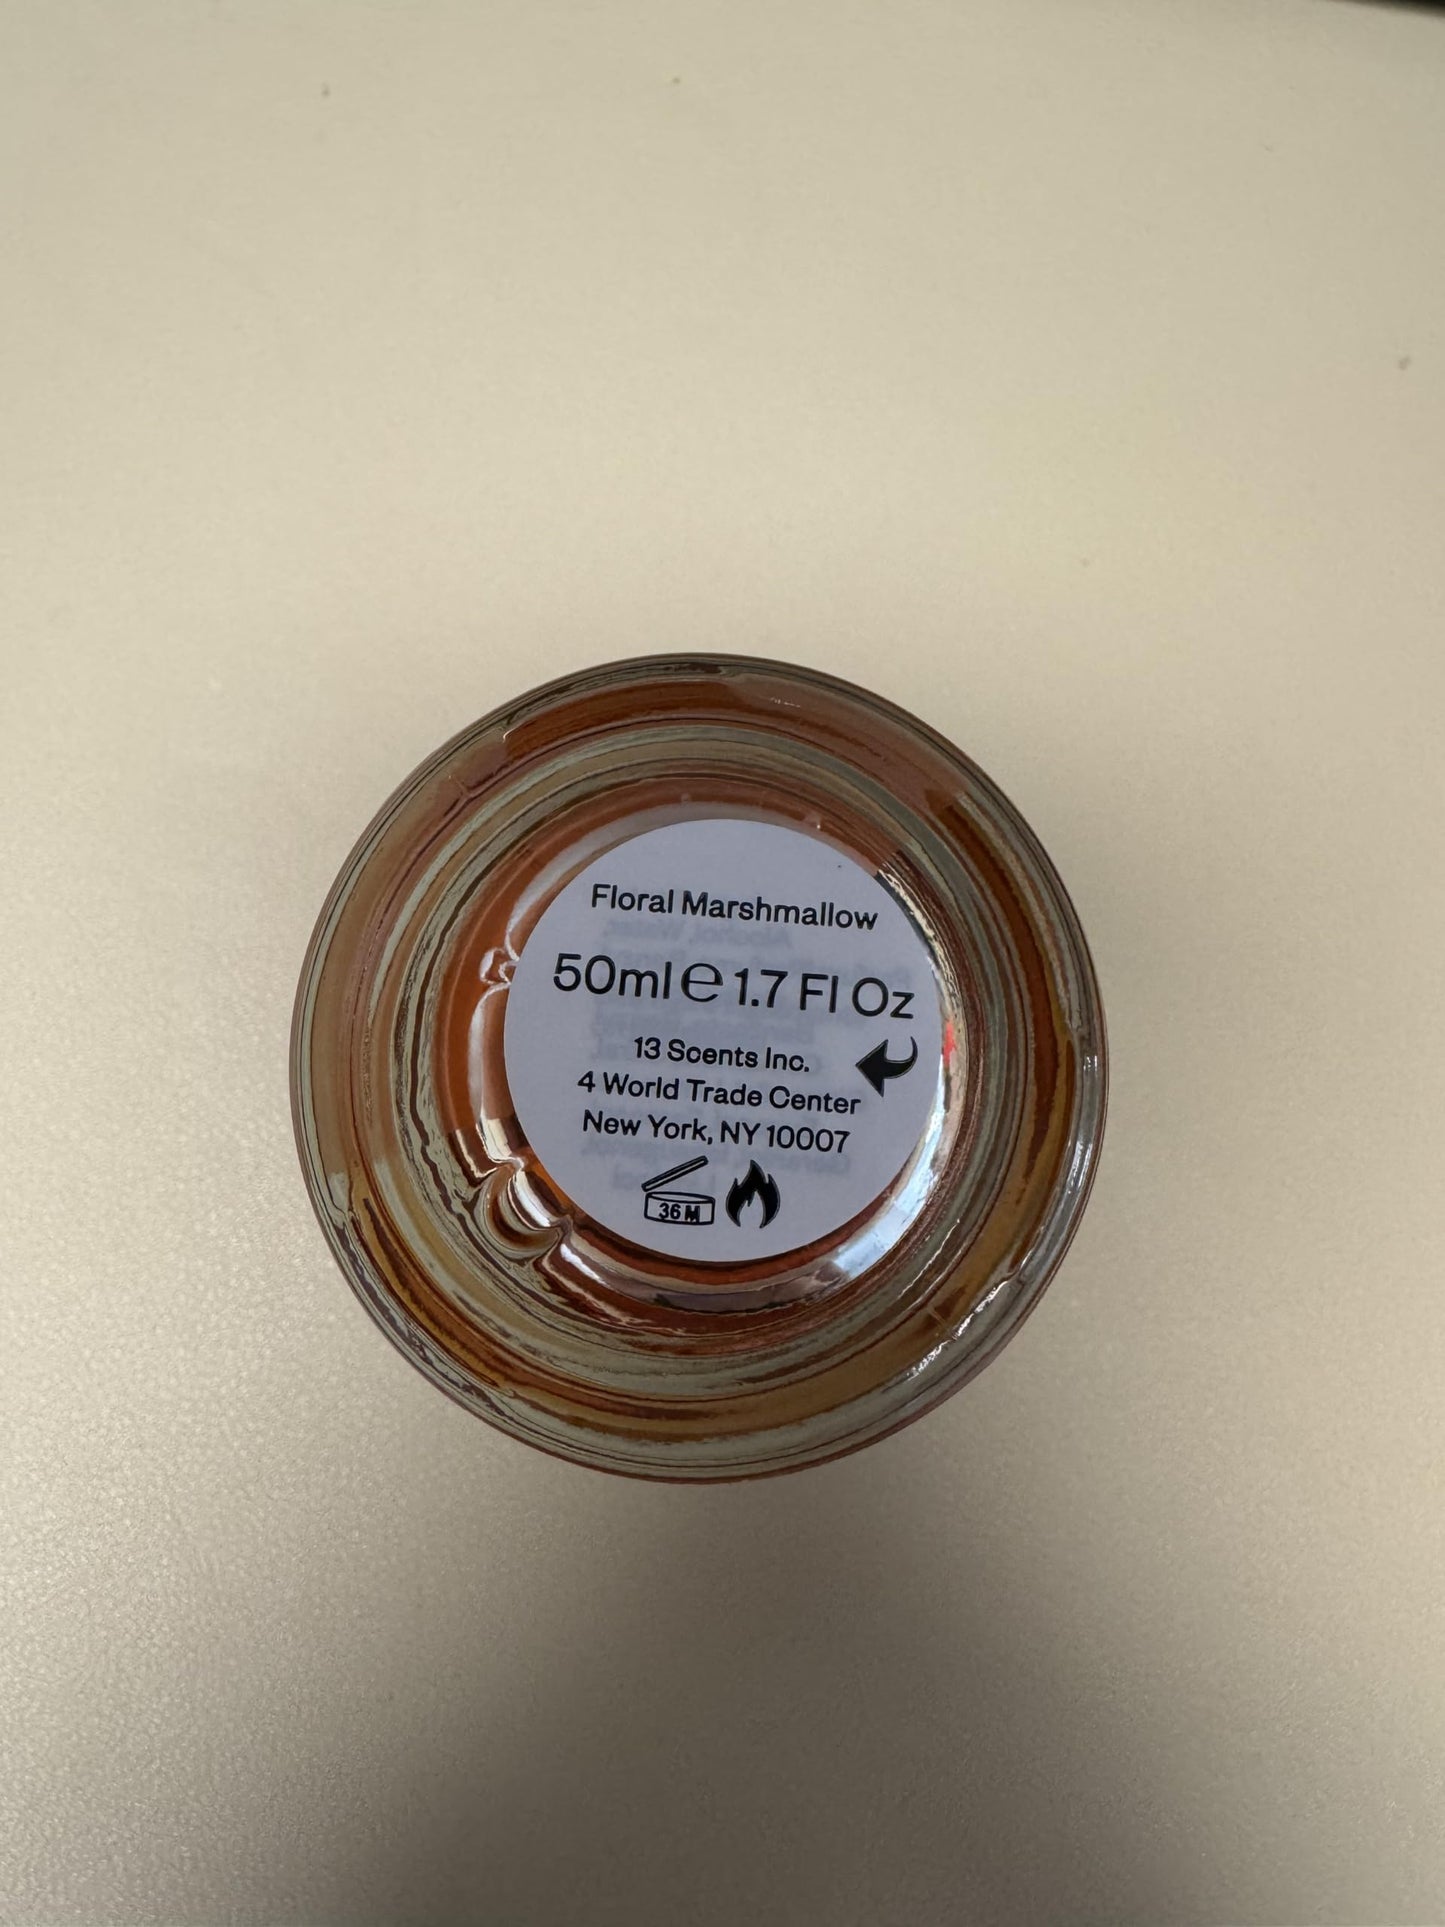 Floral Marshmallow
50ml ℮ 1.7 Fl Oz
13 Scents Inc.
4 World Trade Center
New York, NY 10007
36 M